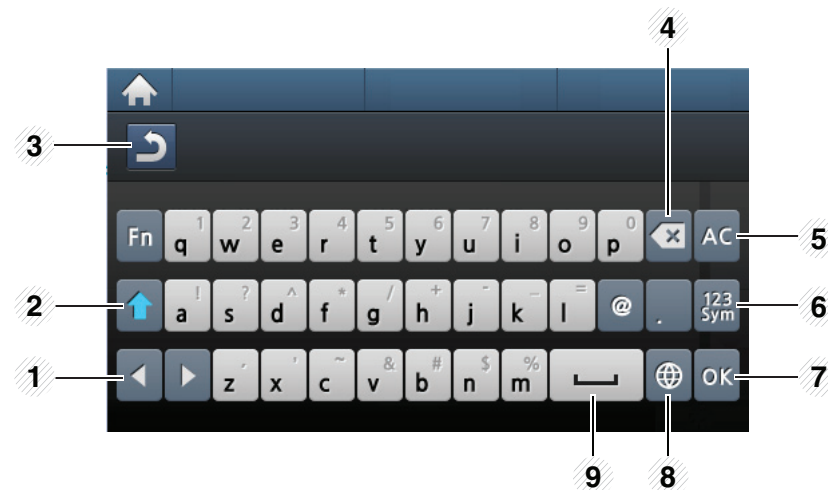 4
3
Fn q 1 w 2 e 3 r 4 t 5 y 6 u 7 i 8 o 9 p 0 AC 5
2 a ! s ? d ^ f * g / h + j - k _ l = @ . 123 Sym 6
1 z ´ x ' c ~ v & b # n $ m % OK 7
9 8